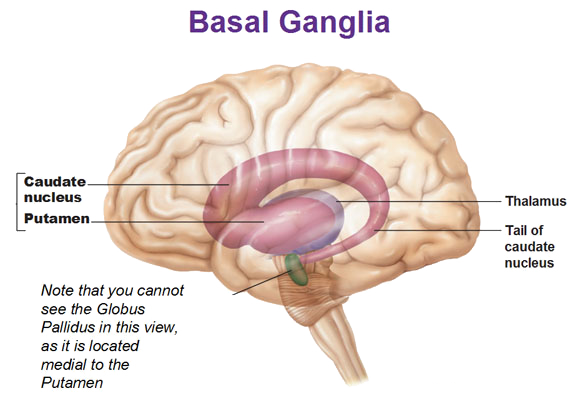 Basal Ganglia
Caudate
nucleus
Putamen
Thalamus
Tail of
caudate
nucleus
Note that you cannot
see the Globus
Pallidus in this view,
as it is located
medial to the
Putamen